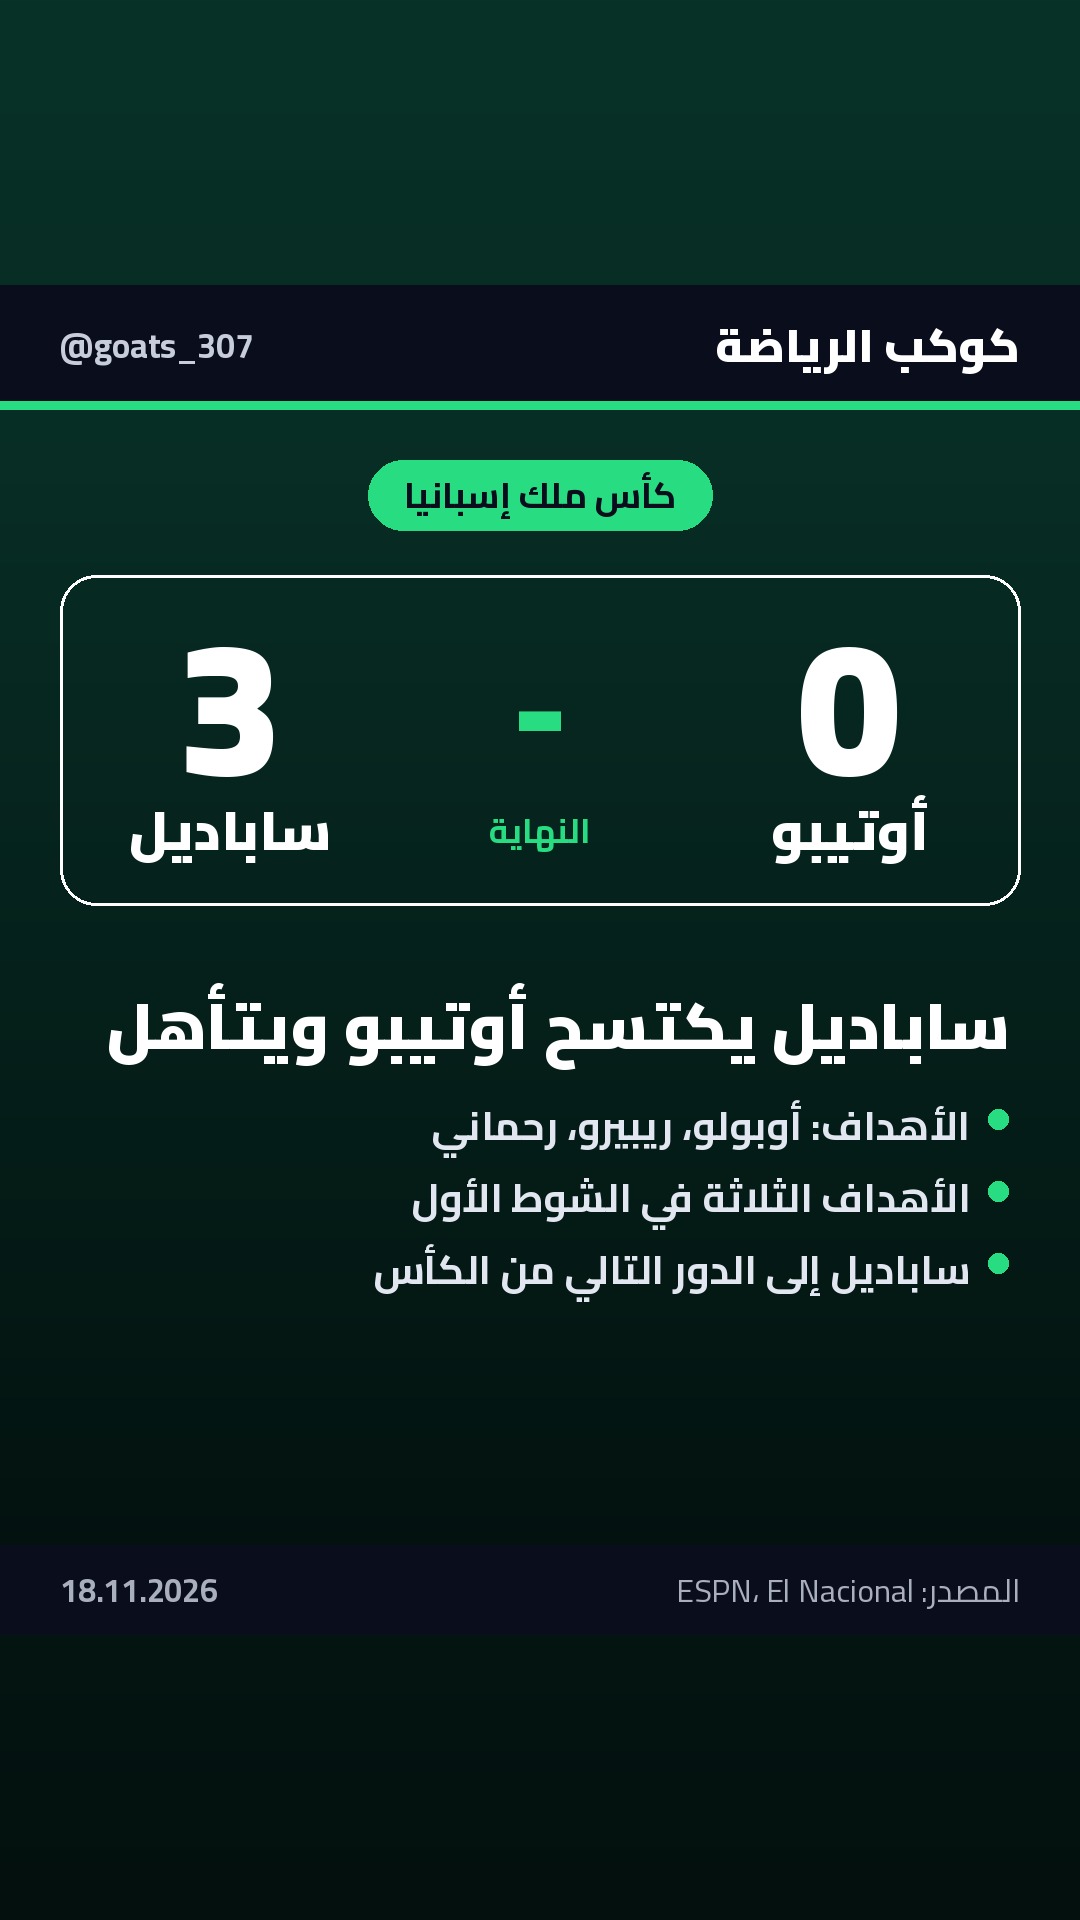 كوكب الرياضة
@goats_307
كأس ملك إسبانيا
0 - 3
أوتيبو النهاية ساباديل
ساباديل يكتسح أوتيبو ويتأهل
الأهداف: أوبولو، ريبيرو، رحماني
الأهداف الثلاثة في الشوط الأول
ساباديل إلى الدور التالي من الكأس
المصدر: ESPN، El Nacional
18.11.2026